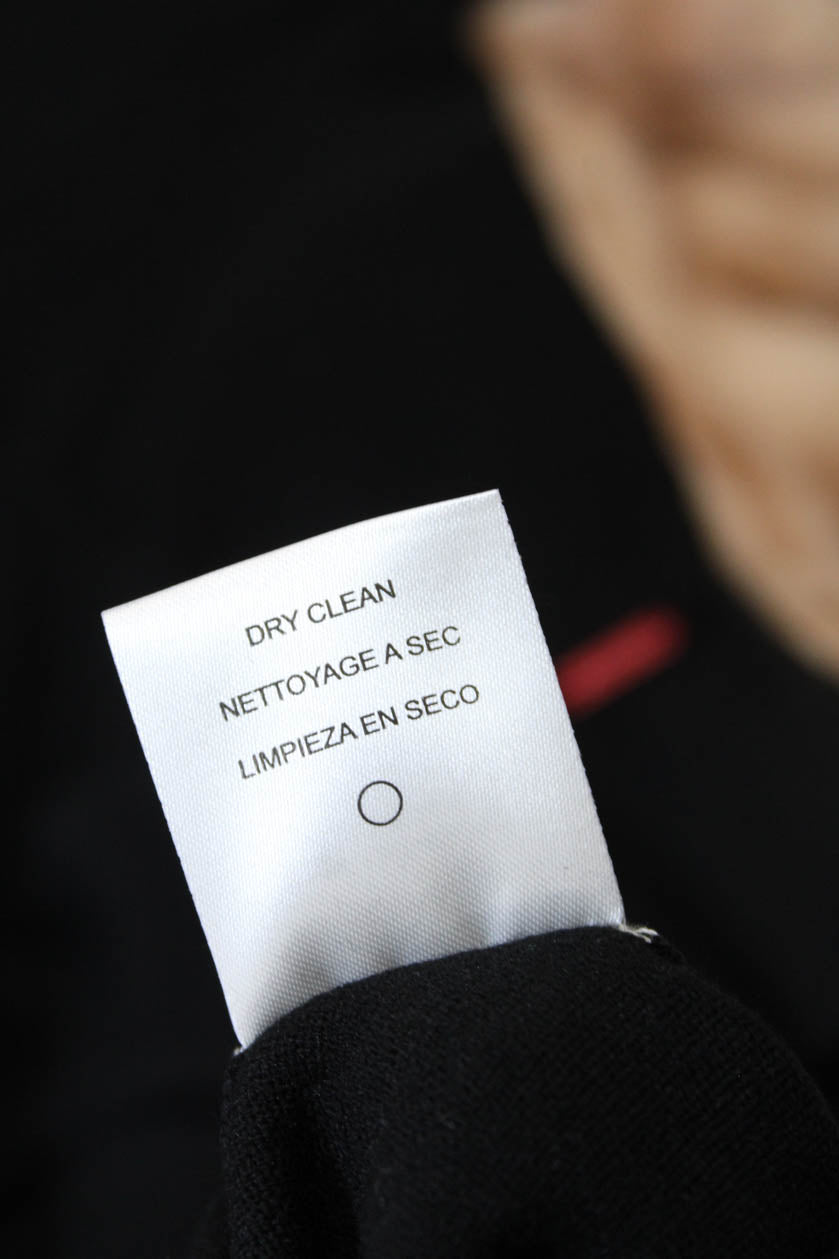 DRY CLEAN
NETTOYAGE A SEC
LIMPIEZA EN SECO